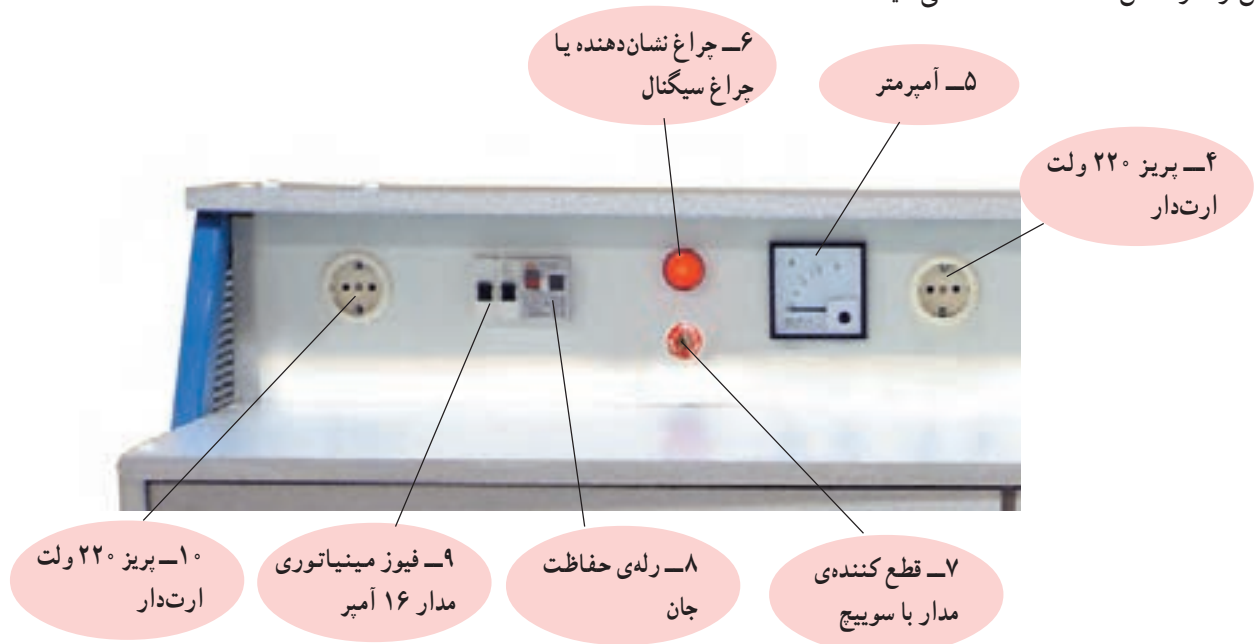 ۶ــ چراغ نشان‌دهنده یا
چراغ سیگنال
۵ــ آمپرمتر
۴ــ پریز ۲۲۰ ولت
ارت‌دار
۱۰ــ پریز ۲۲۰ ولت
ارت‌دار
۹ــ فیوز مینیاتوری
مدار ۱۶ آمپر
۸ــ رله‌ی حفاظت
جان
۷ــ قطع کننده‌ی
مدار با سوییچ